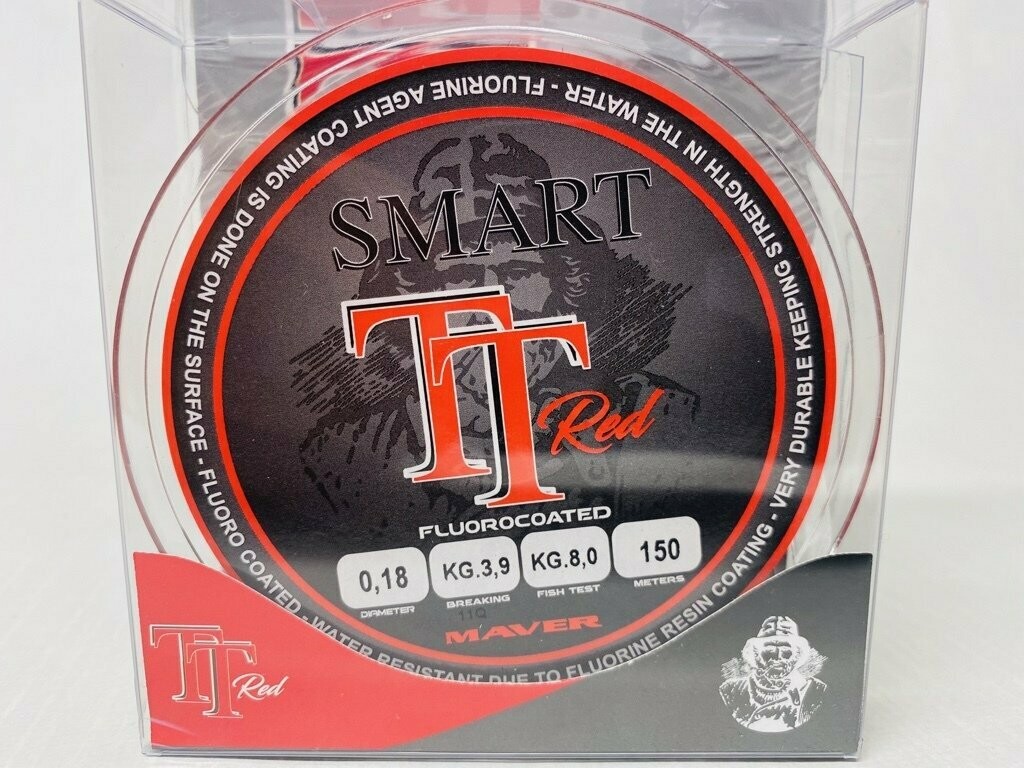 SMART
TT
Red
FLUOROCOATED
0,18 KG.3,9 KG.8,0 150
DIAMETER BREAKING FISH TEST METERS
11Q
MAVER
FLUORO COATED - WATER RESISTANT DUE TO FLUORINE RESIN COATING - VERY DURABLE KEEPING STRENGTH IN THE WATER - FLUORINE AGENT COATING IS DONE ON THE SURFACE -
TT Red